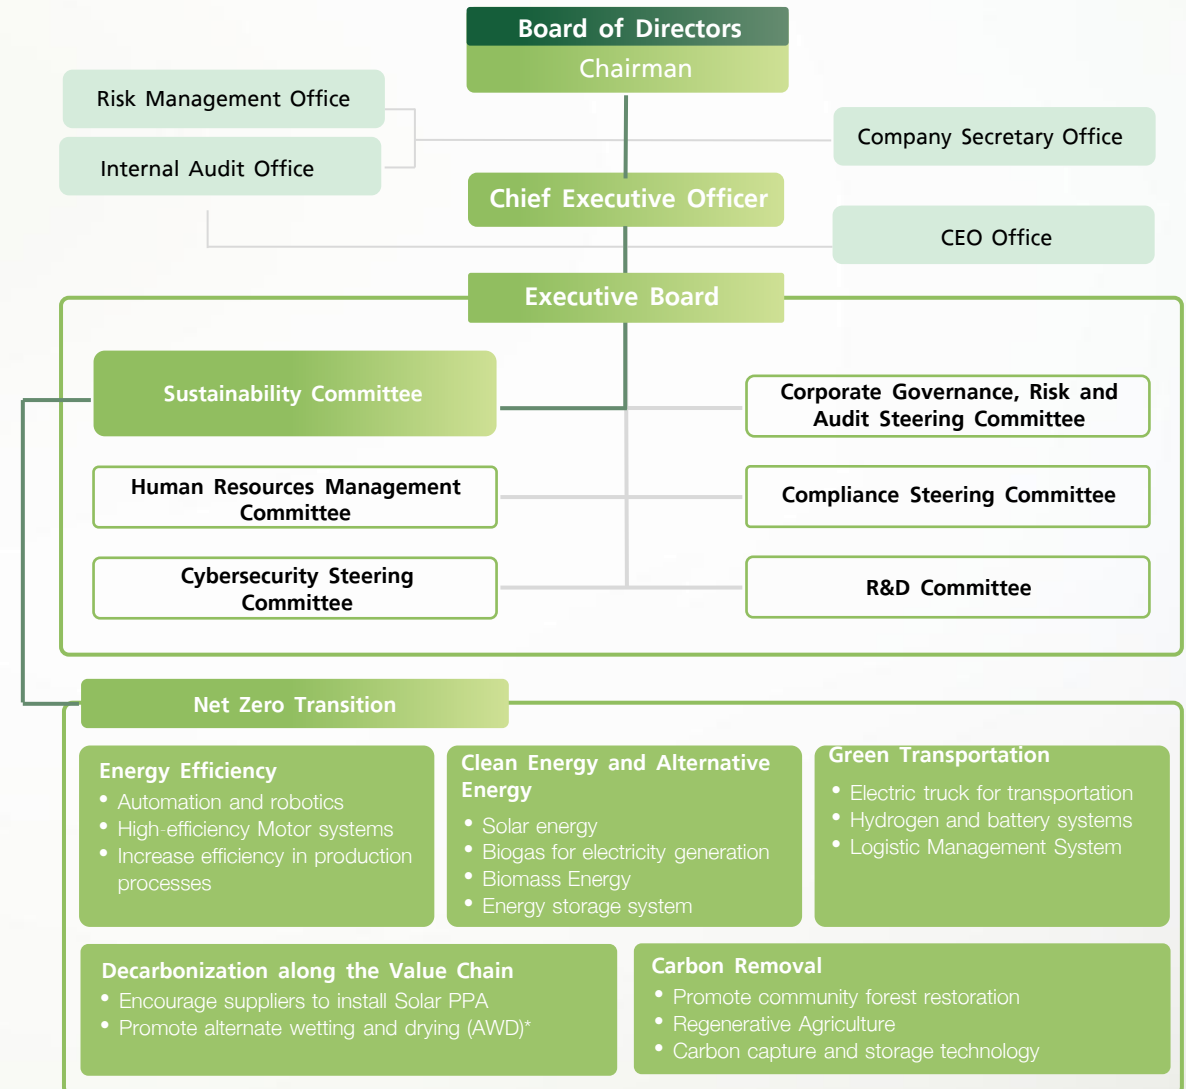 Board of Directors
Chairman
Risk Management Office
Internal Audit Office
Company Secretary Office
Chief Executive Officer
CEO Office
Executive Board
Sustainability Committee
Corporate Governance, Risk and
Audit Steering Committee
Human Resources Management
Committee
Compliance Steering Committee
Cybersecurity Steering
Committee
R&D Committee
Net Zero Transition
Energy Efficiency
• Automation and robotics
• High-efficiency Motor systems
• Increase efficiency in production
processes
Clean Energy and Alternative
Energy
• Solar energy
• Biogas for electricity generation
• Biomass Energy
• Energy storage system
Green Transportation
• Electric truck for transportation
• Hydrogen and battery systems
• Logistic Management System
Decarbonization along the Value Chain
• Encourage suppliers to install Solar PPA
• Promote alternate wetting and drying (AWD)*
Carbon Removal
• Promote community forest restoration
• Regenerative Agriculture
• Carbon capture and storage technology